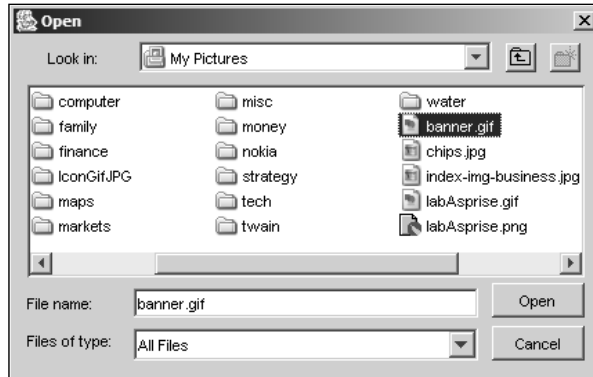 Open
Look in: My Pictures
computer misc water
family money banner.gif
finance nokia chips.jpg
IconGifJPG strategy index-img-business.jpg
maps tech labAsprise.gif
markets twain labAsprise.png
File name: banner.gif Open
Files of type: All Files Cancel